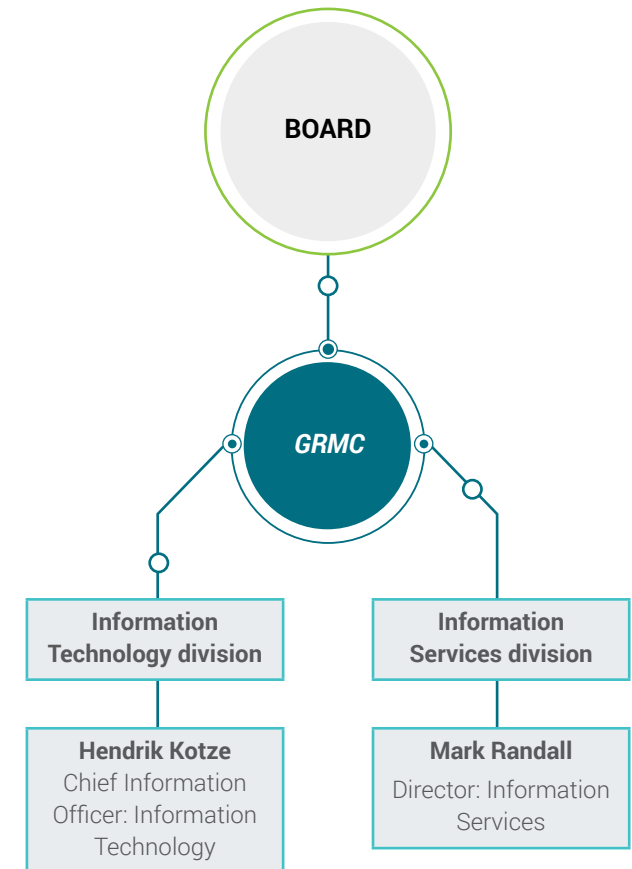 BOARD
GRMC
Information
Technology division
Hendrik Kotze
Chief Information
Officer: Information
Technology
Information
Services division
Mark Randall
Director: Information
Services